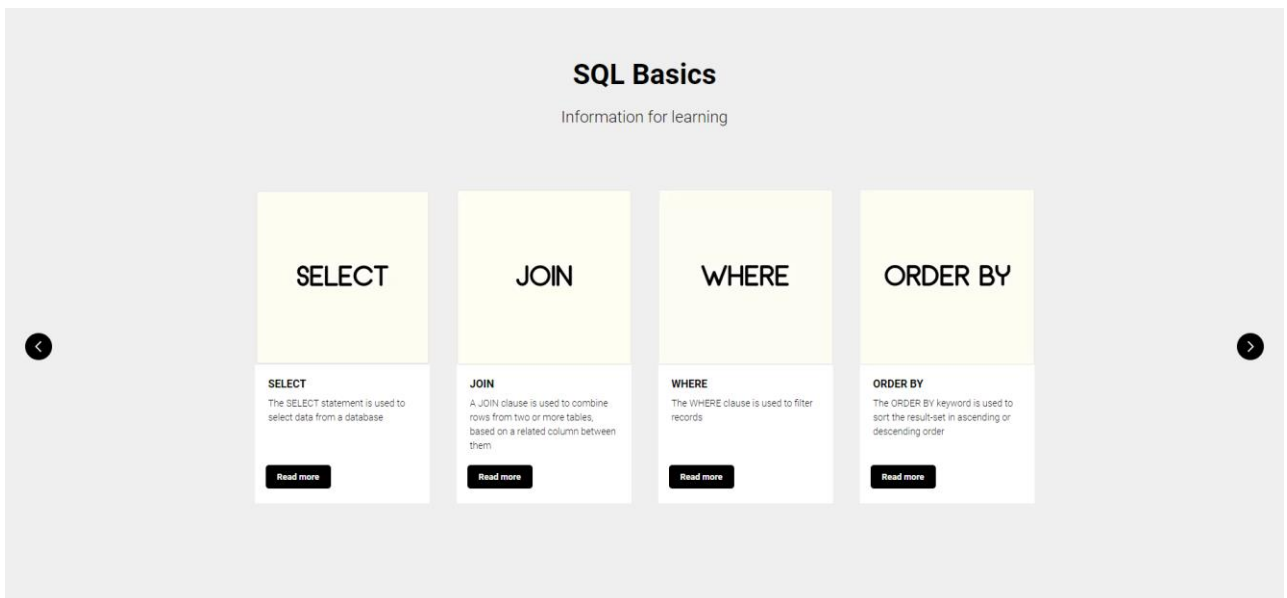 SQL Basics
Information for learning
SELECT
JOIN
WHERE
ORDER BY
SELECT
The SELECT statement is used to
select data from a database
Read more
JOIN
A JOIN clause is used to combine
rows from two or more tables,
based on a related column between
them
Read more
WHERE
The WHERE clause is used to filter
records
Read more
ORDER BY
The ORDER BY keyword is used to
sort the result-set in ascending or
descending order
Read more